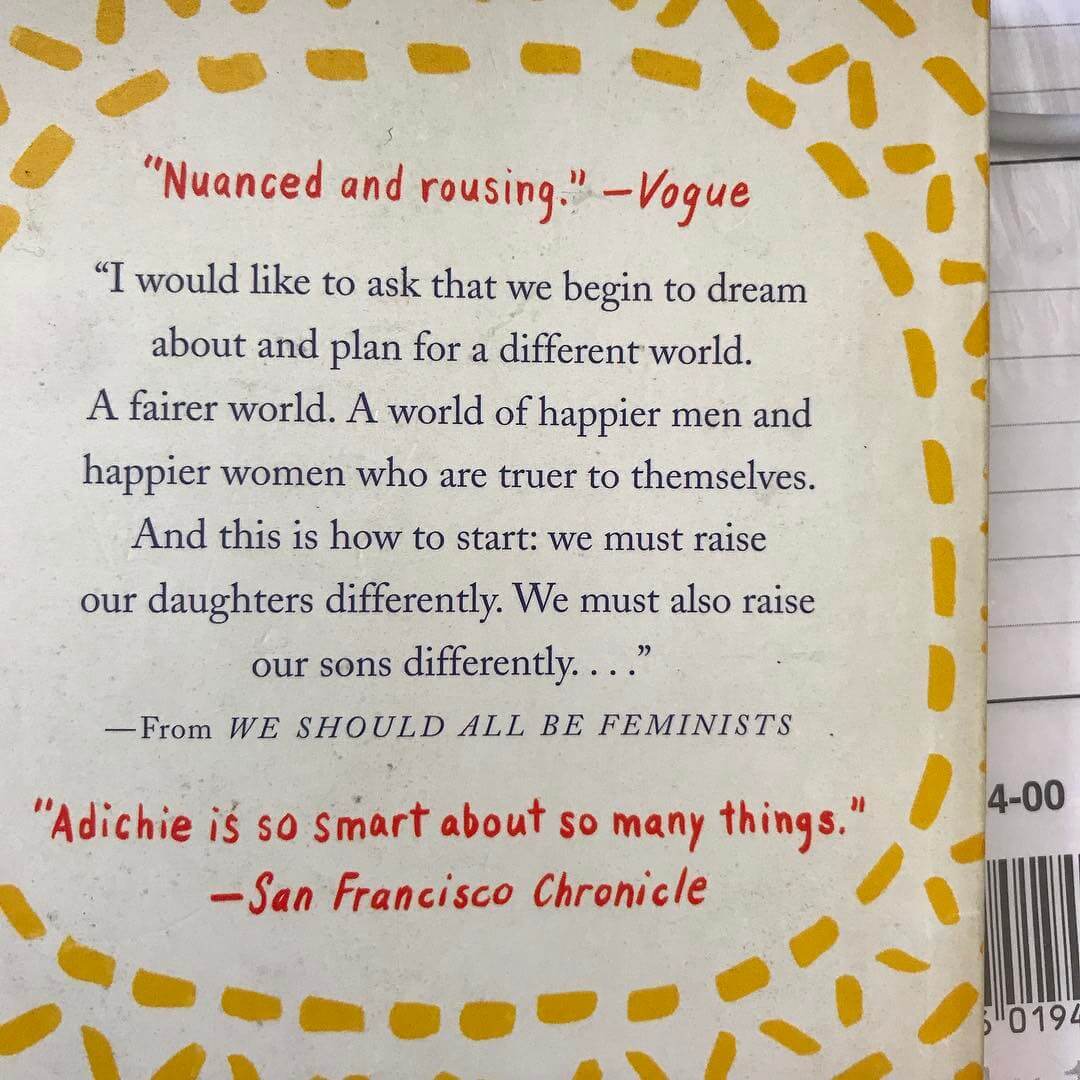 "Nuanced and rousing." —Vogue
“I would like to ask that we begin to dream
about and plan for a different world.
A fairer world. A world of happier men and
happier women who are truer to themselves.
And this is how to start: we must raise
our daughters differently. We must also raise
our sons differently. . . .”
—From WE SHOULD ALL BE FEMINISTS
"Adichie is so smart about so many things."
—San Francisco Chronicle
4-00
0194